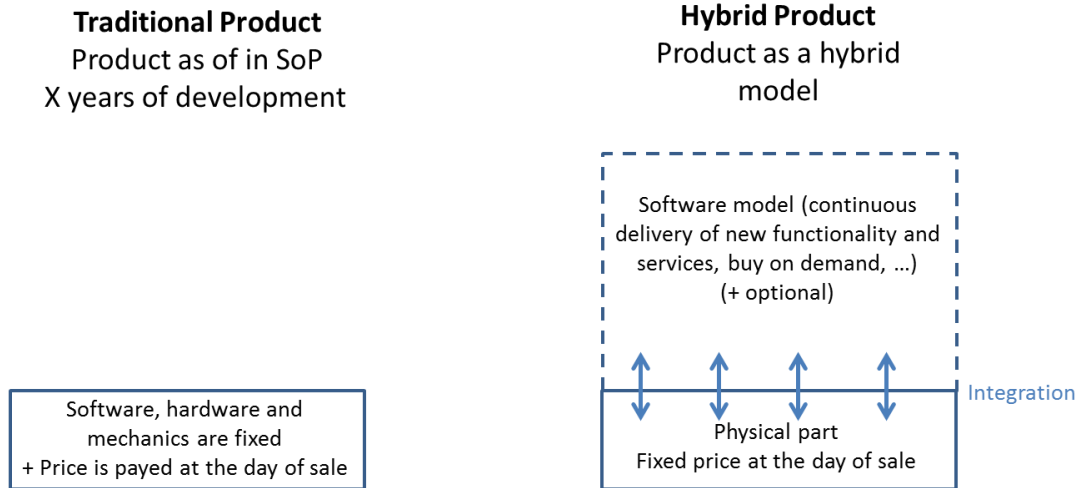 Traditional Product
Product as of in SoP
X years of development
Software, hardware and
mechanics are fixed
+ Price is payed at the day of sale
Hybrid Product
Product as a hybrid
model
Software model (continuous
delivery of new functionality and
services, buy on demand, …)
(+ optional)
Integration
Physical part
Fixed price at the day of sale